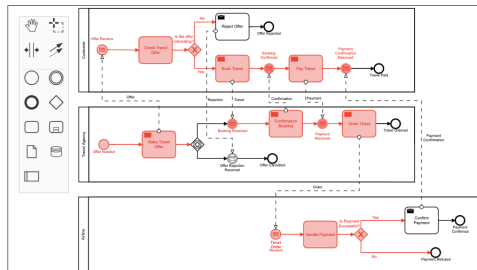 Customer
Offer Receive
Check Travel
Offer
Is the offer
interesting?
No
Yes
Reject Offer
Offer Rejected
Book Travel
Booking
Confirmed
Pay Travel
Payment
Confirmation
Received
Travel Paid
Offer
Rejection
Ticket
Confirmation
Payment
Travel Agency
Offer Needed
Make Travel
Offer
Booking Received
Offer Rejection
Received
Offer Cancelled
Confirmation
Booking
Payment
Received
Order Ticket
Ticket Ordered
Payment
Confirmation
Order
Airline
Ticket
Order
Receive
Handle Payment
Is Payment
Successful?
Yes
No
Confirm
Payment
Payment
Confirmed
Payment Refused